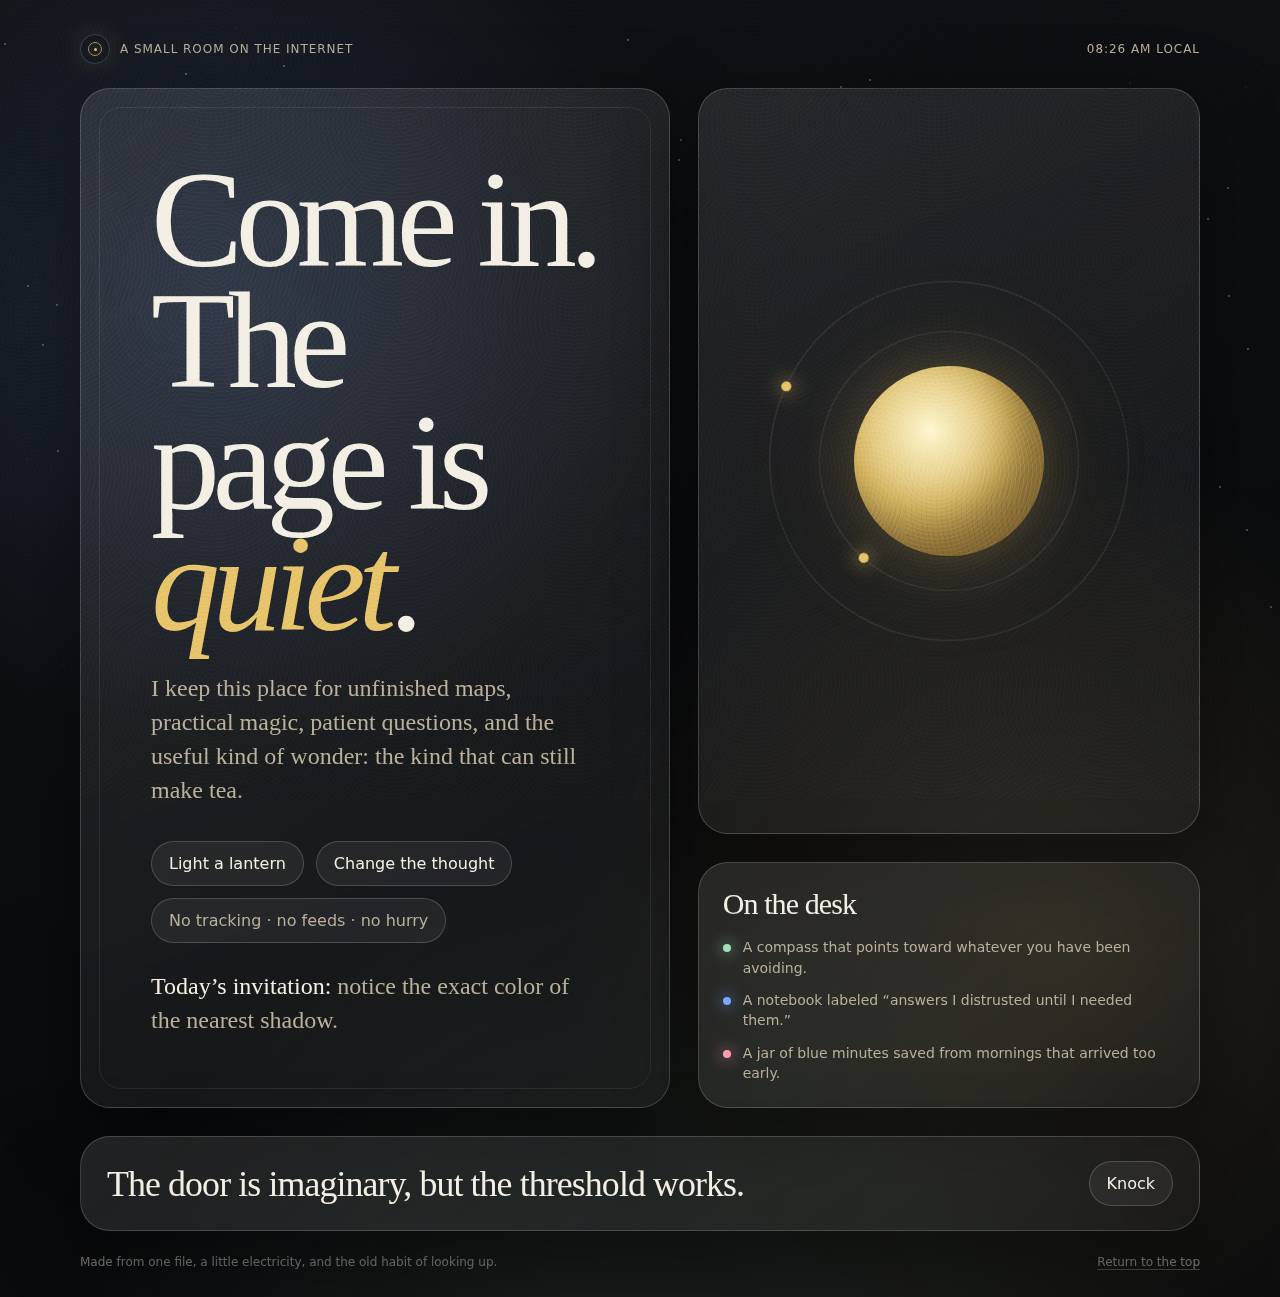 A SMALL ROOM ON THE INTERNET
08:26 AM LOCAL
Come in.
The
page is
quiet.
I keep this place for unfinished maps,
practical magic, patient questions, and the
useful kind of wonder: the kind that can still
make tea.
Light a lantern
Change the thought
No tracking · no feeds · no hurry
Today’s invitation: notice the exact color of
the nearest shadow.
On the desk
A compass that points toward whatever you have been
avoiding.
A notebook labeled “answers I distrusted until I needed
them.”
A jar of blue minutes saved from mornings that arrived too
early.
The door is imaginary, but the threshold works.
Knock
Made from one file, a little electricity, and the old habit of looking up.
Return to the top